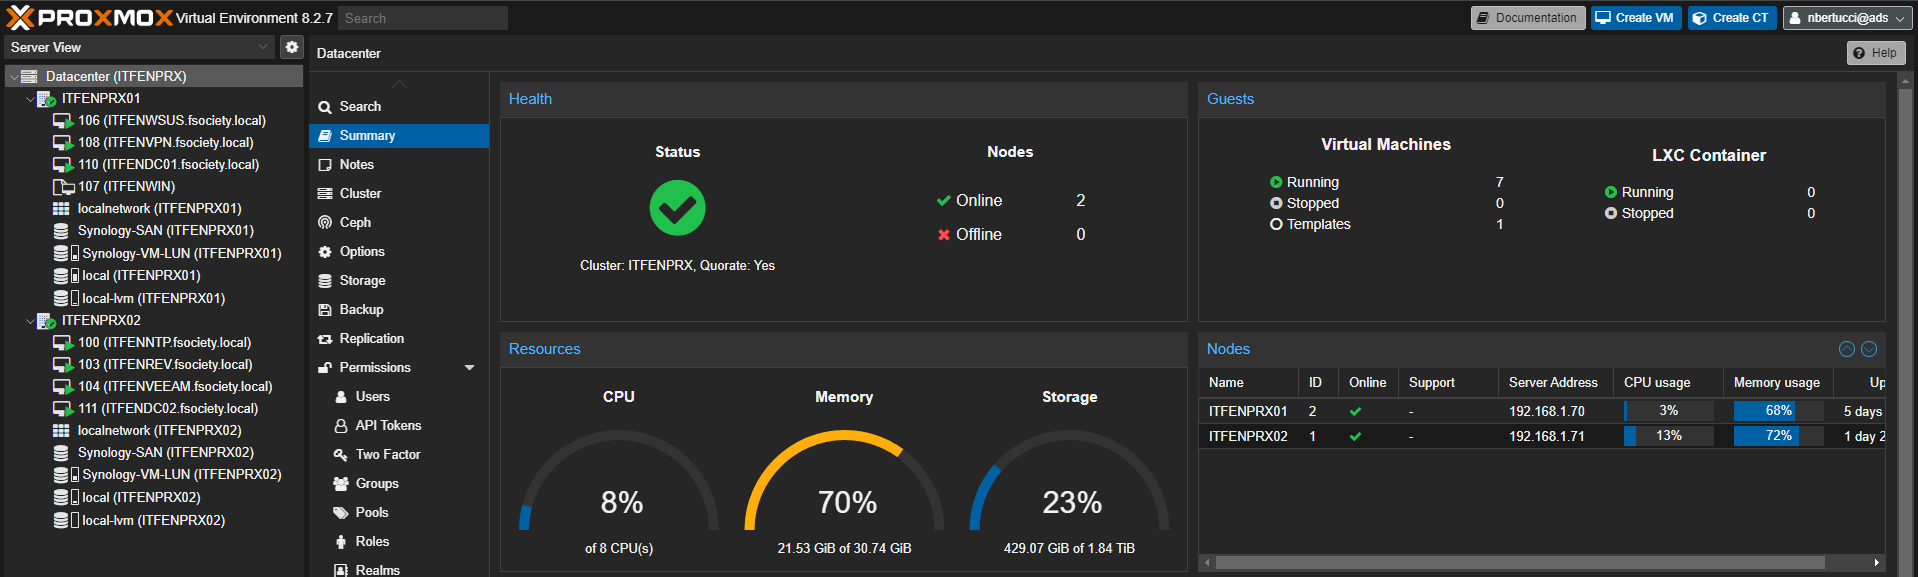 PROXMOX Virtual Environment 8.2.7
Search
Documentation
Create VM
Create CT
nbertucci@ads
Server View
Datacenter (ITFENPRX)
ITFENPRX01
106 (ITFENWSUS.fsociety.local)
108 (ITFENVPN.fsociety.local)
110 (ITFENDC01.fsociety.local)
107 (ITFENWIN)
localnetwork (ITFENPRX01)
Synology-SAN (ITFENPRX01)
Synology-VM-LUN (ITFENPRX01)
local (ITFENPRX01)
local-lvm (ITFENPRX01)
ITFENPRX02
100 (ITFENNTP.fsociety.local)
103 (ITFENREV.fsociety.local)
104 (ITFENVEEAM.fsociety.local)
111 (ITFENDC02.fsociety.local)
localnetwork (ITFENPRX02)
Synology-SAN (ITFENPRX02)
Synology-VM-LUN (ITFENPRX02)
local (ITFENPRX02)
local-lvm (ITFENPRX02)
Datacenter
Help
Search
Summary
Notes
Cluster
Ceph
Options
Storage
Backup
Replication
Permissions
Users
API Tokens
Two Factor
Groups
Pools
Roles
Realms
Health
Status
Nodes
Online 2
Offline 0
Cluster: ITFENPRX, Quorate: Yes
Guests
Virtual Machines
Running 7
Stopped 0
Templates 1
LXC Container
Running 0
Stopped 0
Resources
CPU
8%
of 8 CPU(s)
Memory
70%
21.53 GiB of 30.74 GiB
Storage
23%
429.07 GiB of 1.84 TiB
Nodes
Name ID Online Support Server Address CPU usage Memory usage Up
ITFENPRX01 2 - 192.168.1.70 3% 68% 5 days
ITFENPRX02 1 - 192.168.1.71 13% 72% 1 day 2